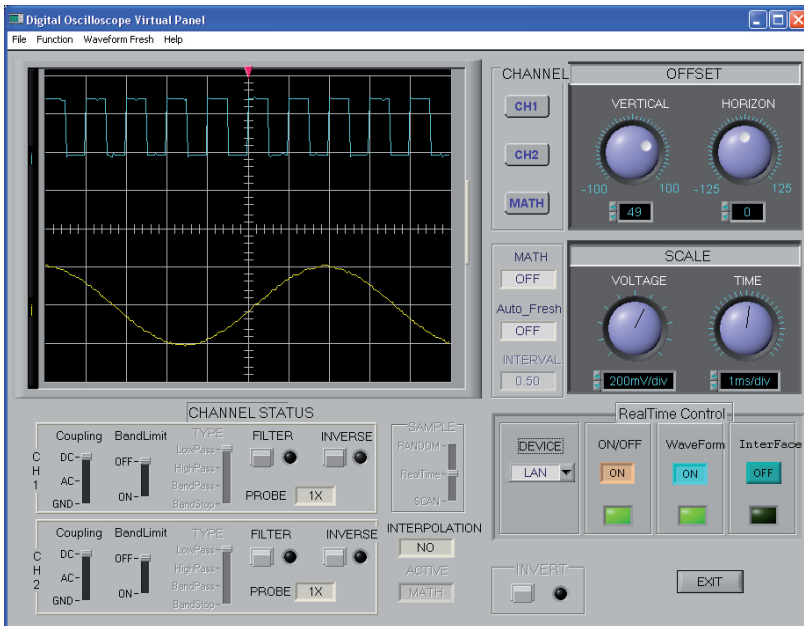 Digital Oscilloscope Virtual Panel
File Function Waveform Fresh Help
CHANNEL
CH1
CH2
MATH
OFFSET
VERTICAL
HORIZON
-100 100
-125 125
49
0
MATH
OFF
Auto_Fresh
OFF
INTERVAL
0.50
SCALE
VOLTAGE
TIME
200mV/div
1ms/div
CHANNEL STATUS
CH1
Coupling
DC
AC
GND
BandLimit
OFF
ON
TYPE
LowPass
HighPass
BandPass
BandStop
FILTER
INVERSE
PROBE 1X
CH2
Coupling
DC
AC
GND
BandLimit
OFF
ON
TYPE
LowPass
HighPass
BandPass
BandStop
FILTER
INVERSE
PROBE 1X
SAMPLE
RANDOM
RealTime
SCAN
INTERPOLATION
NO
ACTIVE
MATH
RealTime Control
DEVICE
LAN
ON/OFF
ON
WaveForm
ON
InterFace
OFF
INVERT
EXIT